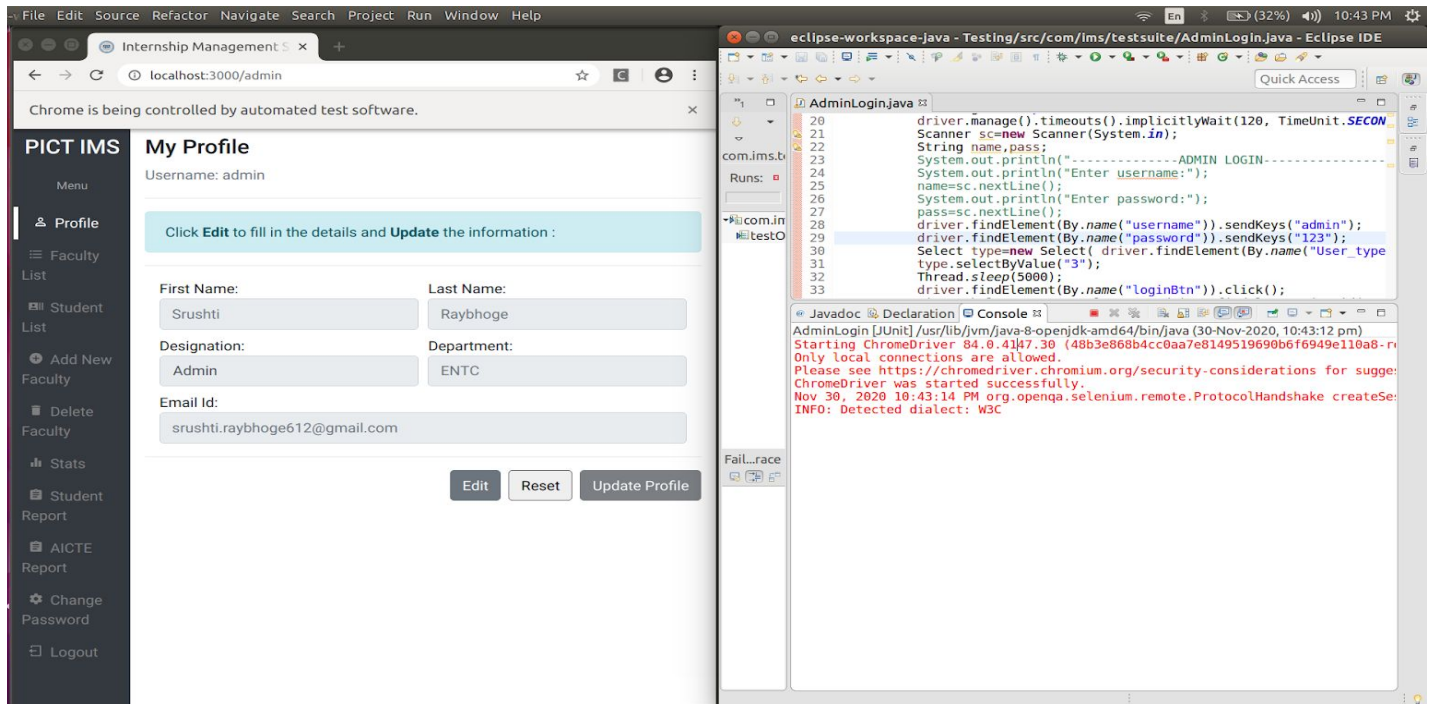 File Edit Source Refactor Navigate Search Project Run Window Help
En (32%) 10:43 PM
Internship Management S
localhost:3000/admin
Chrome is being controlled by automated test software.
PICT IMS
Menu
Profile
Faculty
List
Student
List
Add New
Faculty
Delete
Faculty
Stats
Student
Report
AICTE
Report
Change
Password
Logout
My Profile
Username: admin
Click Edit to fill in the details and Update the information :
First Name: Last Name:
Srushti Raybhoge
Designation: Department:
Admin ENTC
Email Id:
srushti.raybhoge612@gmail.com
Edit Reset Update Profile
eclipse-workspace-java - Testing/src/com/ims/testsuite/AdminLogin.java - Eclipse IDE
Quick Access
com.ims.t
Runs:
com.im
testO
Fail...race
AdminLogin.java
20 driver.manage().timeouts().implicitlyWait(120, TimeUnit.SECON
21 Scanner sc=new Scanner(System.in);
22 String name,pass;
23 System.out.println("--------------ADMIN LOGIN----------------
24 System.out.println("Enter username:");
25 name=sc.nextLine();
26 System.out.println("Enter password:");
27 pass=sc.nextLine();
28 driver.findElement(By.name("username")).sendKeys("admin");
29 driver.findElement(By.name("password")).sendKeys("123");
30 Select type=new Select( driver.findElement(By.name("User_type
31 type.selectByValue("3");
32 Thread.sleep(5000);
33 driver.findElement(By.name("loginBtn")).click();
Javadoc Declaration Console
AdminLogin [JUnit] /usr/lib/jvm/java-8-openjdk-amd64/bin/java (30-Nov-2020, 10:43:12 pm)
Starting ChromeDriver 84.0.4147.30 (48b3e868b4cc0aa7e8149519690b6f6949e110a8-r
Only local connections are allowed.
Please see https://chromedriver.chromium.org/security-considerations for sugge
ChromeDriver was started successfully.
Nov 30, 2020 10:43:14 PM org.openqa.selenium.remote.ProtocolHandshake createSe
INFO: Detected dialect: W3C